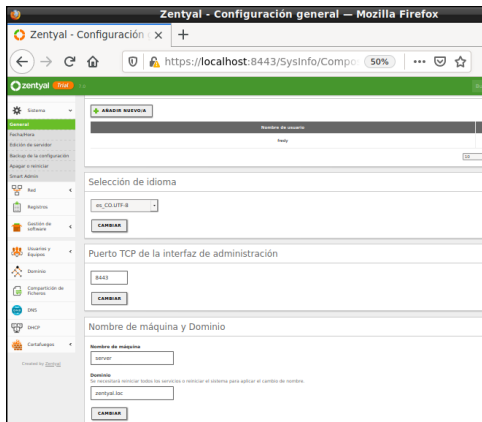 Zentyal - Configuración general — Mozilla Firefox
Zentyal - Configuración
https://localhost:8443/SysInfo/Compo
50%
zentyal Trial
Sistema
General
Fecha/Hora
Edición de servidor
Backup de la configuración
Apagar o reiniciar
Smart Admin
Red
Registros
Gestión de
software
Usuarios y
Equipos
Dominio
Compartición de
Ficheros
DNS
DHCP
Cortafuegos
Created by Zentyal
AÑADIR NUEVO/A
Nombre de usuario
fredy
10
Selección de idioma
es_CO.UTF-8
CAMBIAR
Puerto TCP de la interfaz de administración
8443
CAMBIAR
Nombre de máquina y Dominio
Nombre de máquina
server
Dominio
Se necesitará reiniciar todos los servicios o reiniciar el sistema para aplicar el cambio de nombre.
zentyal.loc
CAMBIAR